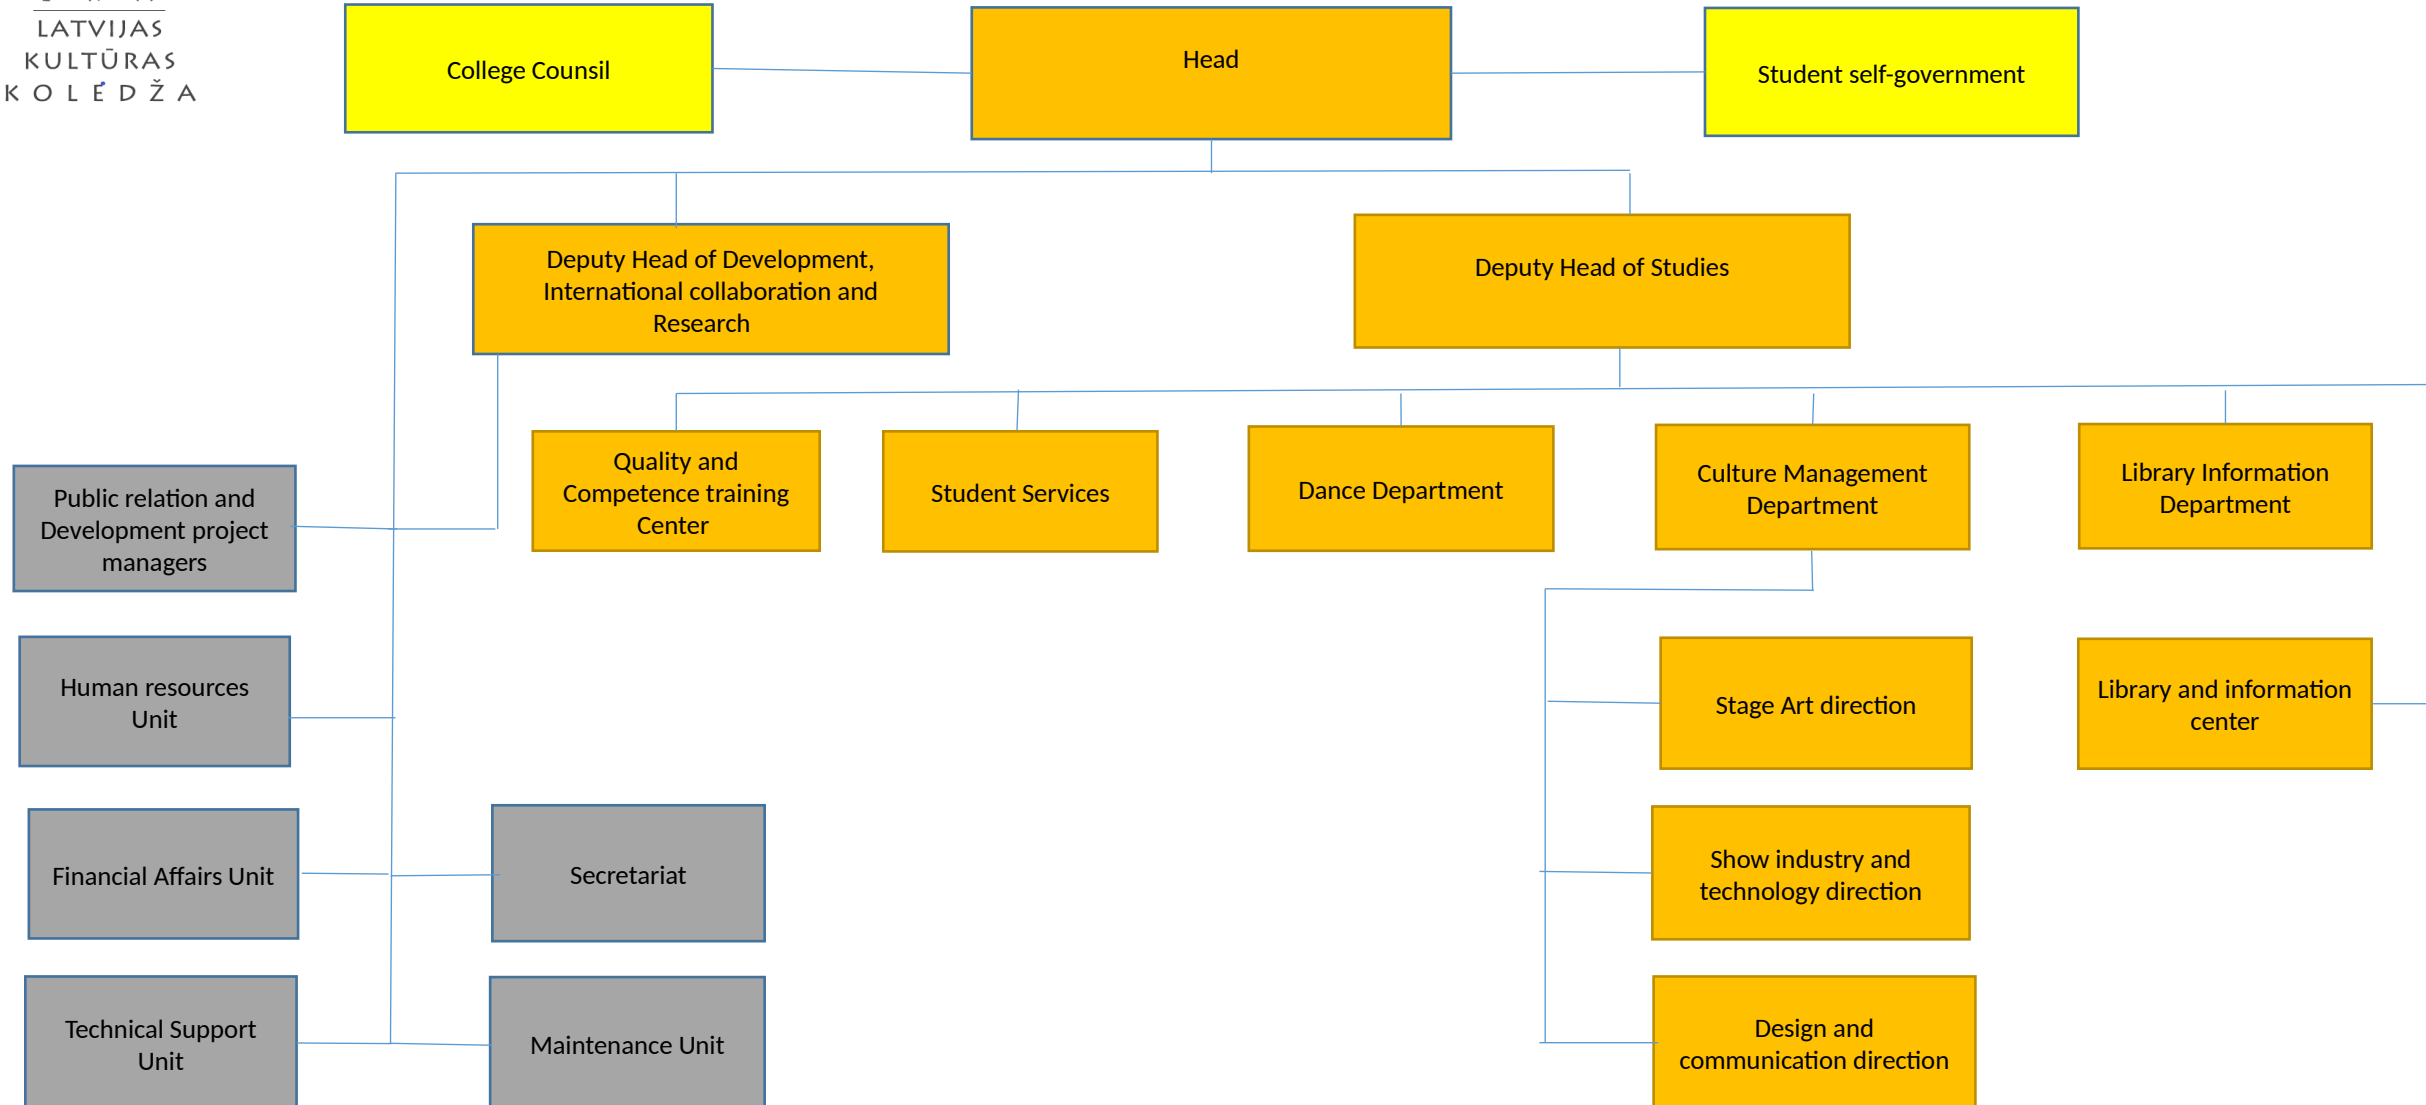 LATVIJAS
KULTŪRAS
KOLEDŽA
College Counsil
Head
Student self-government
Deputy Head of Development,
International collaboration and
Research
Deputy Head of Studies
Quality and
Competence training
Center
Student Services
Dance Department
Culture Management
Department
Library Information
Department
Public relation and
Development project
managers
Human resources
Unit
Stage Art direction
Library and information
center
Financial Affairs Unit
Secretariat
Show industry and
technology direction
Technical Support
Unit
Maintenance Unit
Design and
communication direction